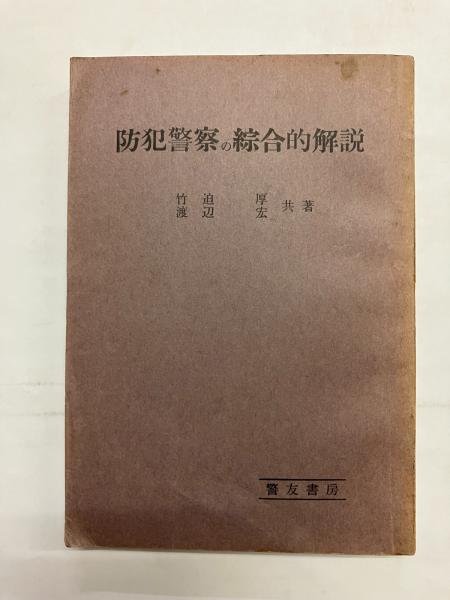 防犯警察の綜合的解説
竹迫 厚
渡辺 宏 共著
警友書房